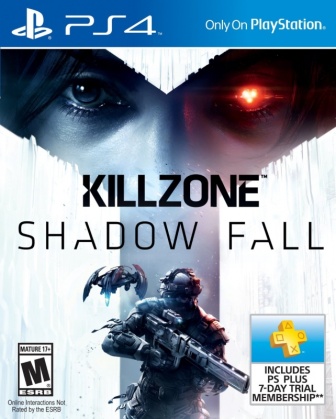 PS4 Only On PlayStation®
KILLZONE™
SHADOW FALL
MATURE 17+
M
®
ESRB
Online Interactions Not
Rated by the ESRB
INCLUDES
PS PLUS
7-DAY TRIAL
MEMBERSHIP**